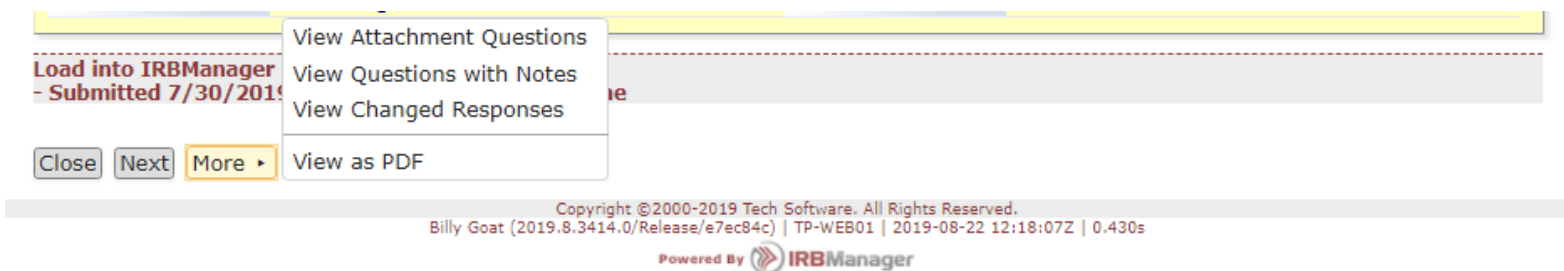 View Attachment Questions
Load into IRBManager
View Questions with Notes
- Submitted 7/30/2019
View Changed Responses
Close Next More ▸ View as PDF
Copyright ©2000-2019 Tech Software. All Rights Reserved.
Billy Goat (2019.8.3414.0/Release/e7ec84c) | TP-WEB01 | 2019-08-22 12:18:07Z | 0.430s
Powered By IRBManager